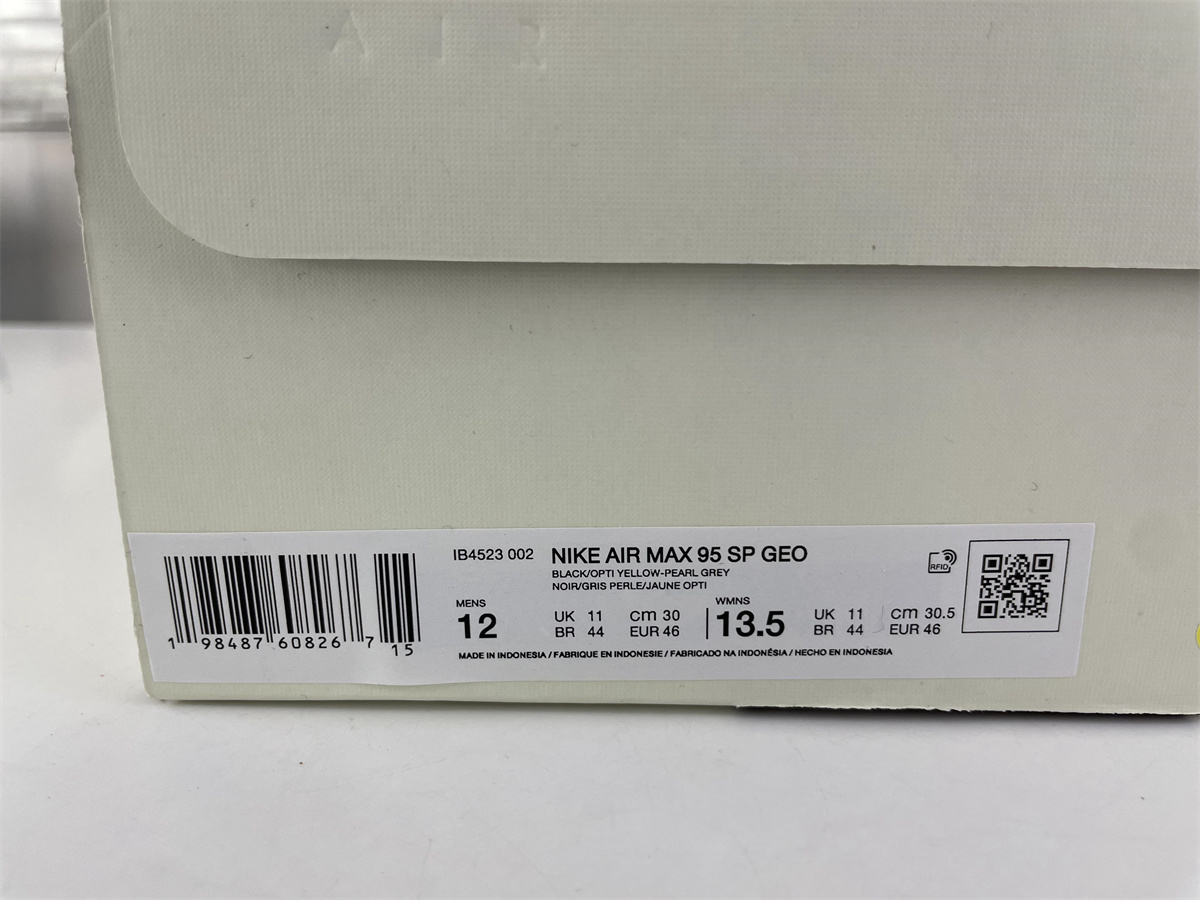 AIR
IB4523 002 NIKE AIR MAX 95 SP GEO
BLACK/OPTI YELLOW-PEARL GREY
NOIR/GRIS PERLE/JAUNE OPTI
RFID
MENS
12
UK 11 cm 30
BR 44 EUR 46
WMNS
13.5
UK 11 cm 30.5
BR 44 EUR 46
MADE IN INDONESIA / FABRIQUE EN INDONESIE / FABRICADO NA INDONÉSIA / HECHO EN INDONESIA
1 98487 60826 7 15